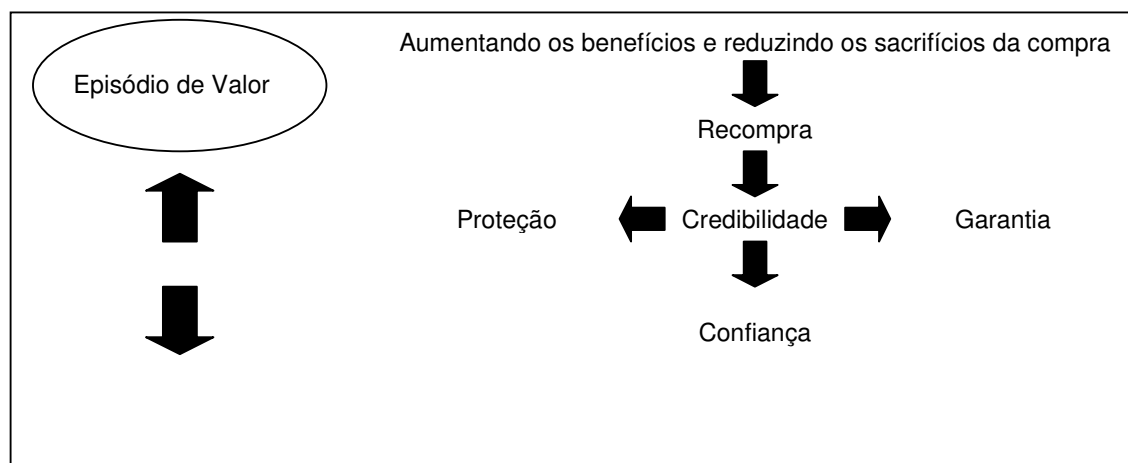 Aumentando os benefícios e reduzindo os sacrifícios da compra
Episódio de Valor
Recompra
Proteção Credibilidade Garantia
Confiança